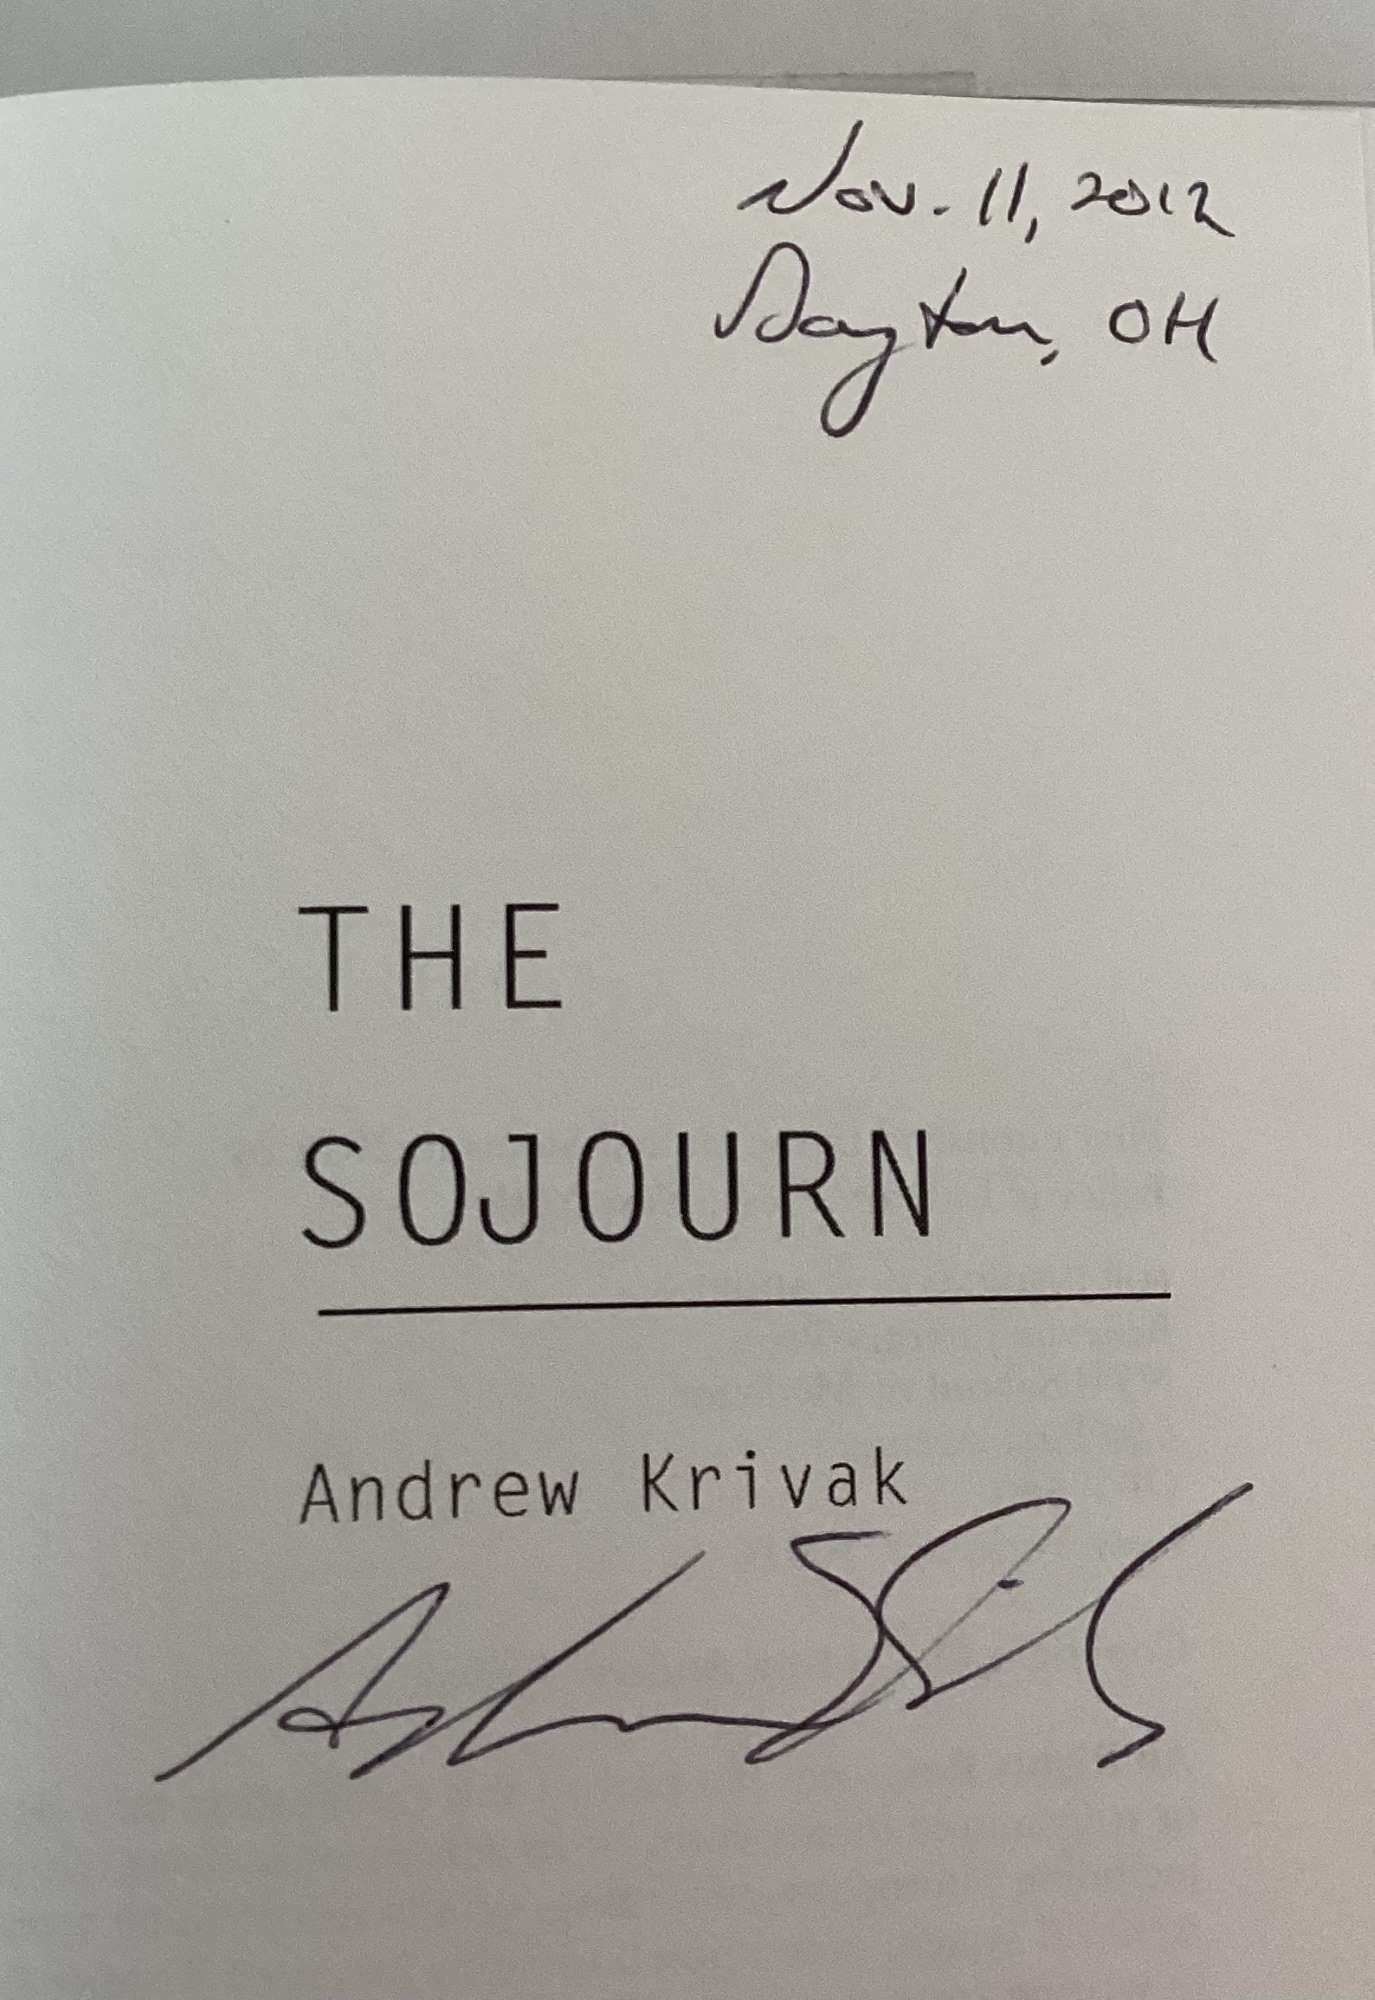 Nov. 11, 2012
Dayton, OH
THE
SOJOURN
Andrew Krivak